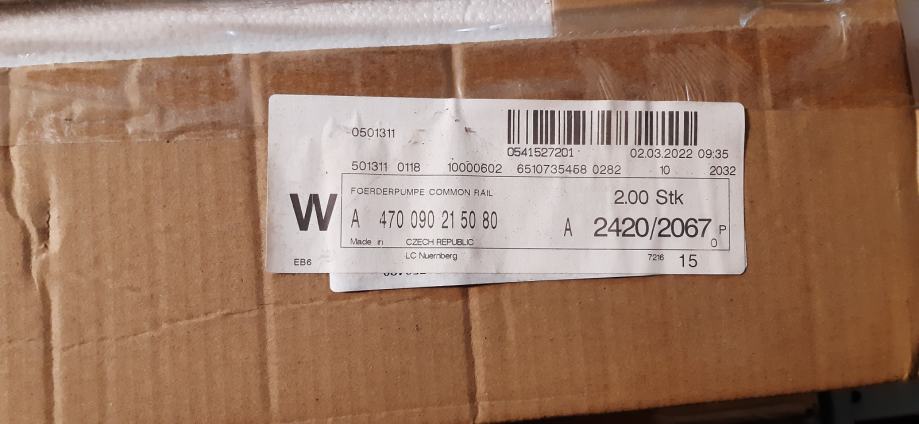 0501311
0541527201 02.03.2022 09:35
501311 0118 10000602 6510735458 0282 10 2032
FOERDERPUMPE COMMON RAIL 2.00 Stk
W A 470 090 21 50 80 A 2420/2067 P
0
Made in CZECH REPUBLIC
EB6 LC Nuernberg 7216 15